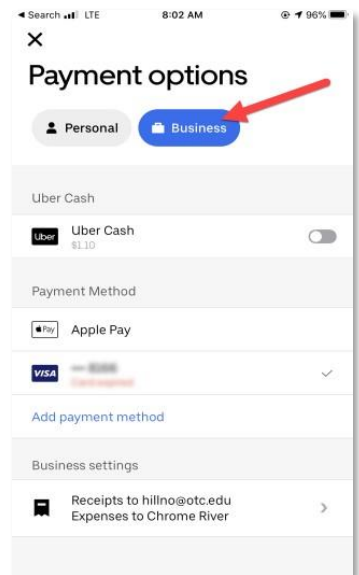 Search LTE 8:02 AM 96%
Payment options
Personal Business
Uber Cash
Uber Uber Cash
$1.10
Payment Method
Pay Apple Pay
VISA
Add payment method
Business settings
Receipts to hillno@otc.edu
Expenses to Chrome River